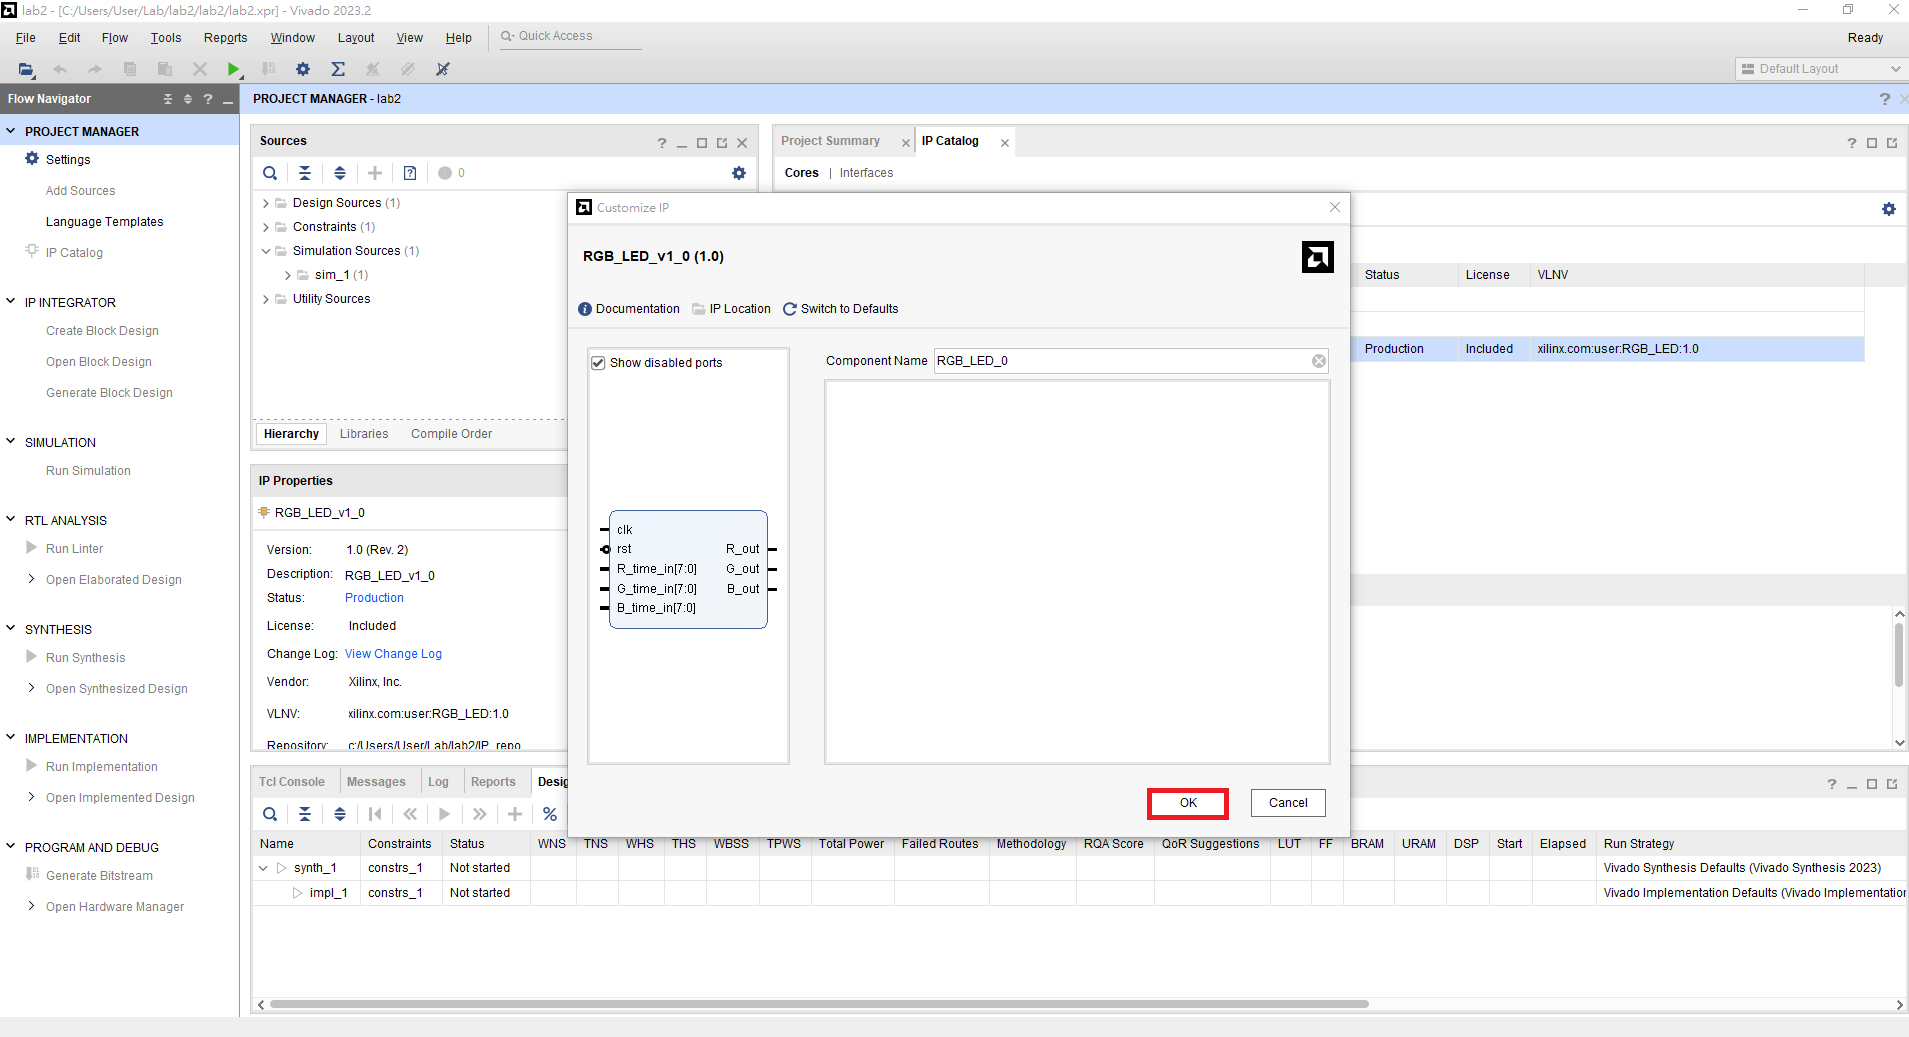 lab2 - [C:/Users/User/Lab/lab2/lab2/lab2.xpr] - Vivado 2023.2
File Edit Flow Tools Reports Window Layout View Help Quick Access Ready
Default Layout
Flow Navigator
PROJECT MANAGER
Settings
Add Sources
Language Templates
IP Catalog
IP INTEGRATOR
Create Block Design
Open Block Design
Generate Block Design
SIMULATION
Run Simulation
RTL ANALYSIS
Run Linter
Open Elaborated Design
SYNTHESIS
Run Synthesis
Open Synthesized Design
IMPLEMENTATION
Run Implementation
Open Implemented Design
PROGRAM AND DEBUG
Generate Bitstream
Open Hardware Manager
PROJECT MANAGER - lab2
Sources
0
Design Sources (1)
Constraints (1)
Simulation Sources (1)
sim_1 (1)
Utility Sources
Hierarchy Libraries Compile Order
IP Properties
RGB_LED_v1_0
Version: 1.0 (Rev. 2)
Description: RGB_LED_v1_0
Status: Production
License: Included
Change Log: View Change Log
Vendor: Xilinx, Inc.
VLNV: xilinx.com:user:RGB_LED:1.0
Repository: c:/Users/User/Lab/lab2/IP_repo
Project Summary IP Catalog
Cores | Interfaces
Status License VLNV
Production Included xilinx.com:user:RGB_LED:1.0
Customize IP
RGB_LED_v1_0 (1.0)
Documentation IP Location Switch to Defaults
Show disabled ports
Component Name RGB_LED_0
clk
rst R_out
R_time_in[7:0] G_out
G_time_in[7:0] B_out
B_time_in[7:0]
OK Cancel
Tcl Console Messages Log Reports Desig
Name Constraints Status WNS TNS WHS THS WBSS TPWS Total Power Failed Routes Methodology RQA Score QoR Suggestions LUT FF BRAM URAM DSP Start Elapsed Run Strategy
synth_1 constrs_1 Not started Vivado Synthesis Defaults (Vivado Synthesis 2023)
impl_1 constrs_1 Not started Vivado Implementation Defaults (Vivado Implementation